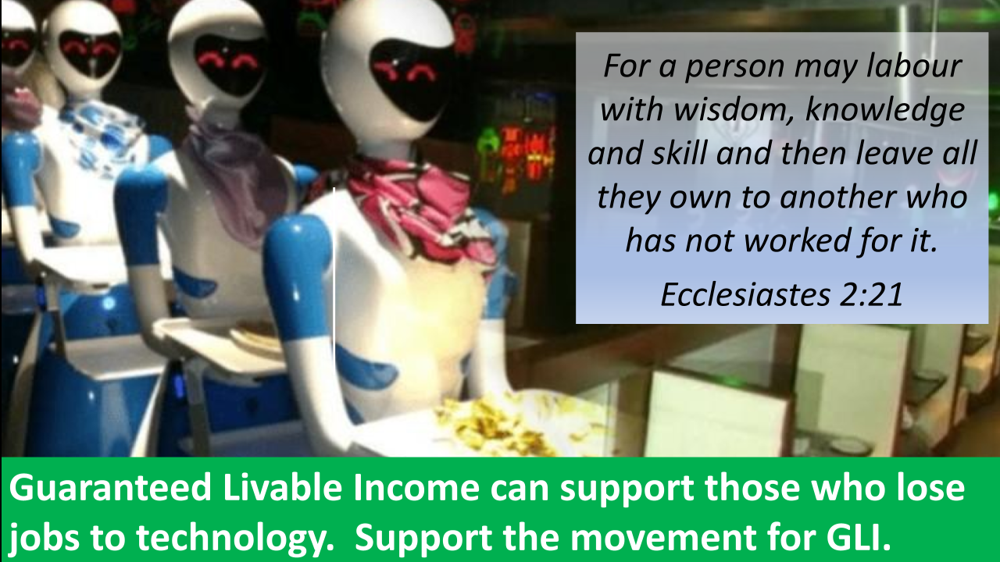 For a person may labour
with wisdom, knowledge
and skill and then leave all
they own to another who
has not worked for it.
Ecclesiastes 2:21
Guaranteed Livable Income can support those who lose
jobs to technology.  Support the movement for GLI.